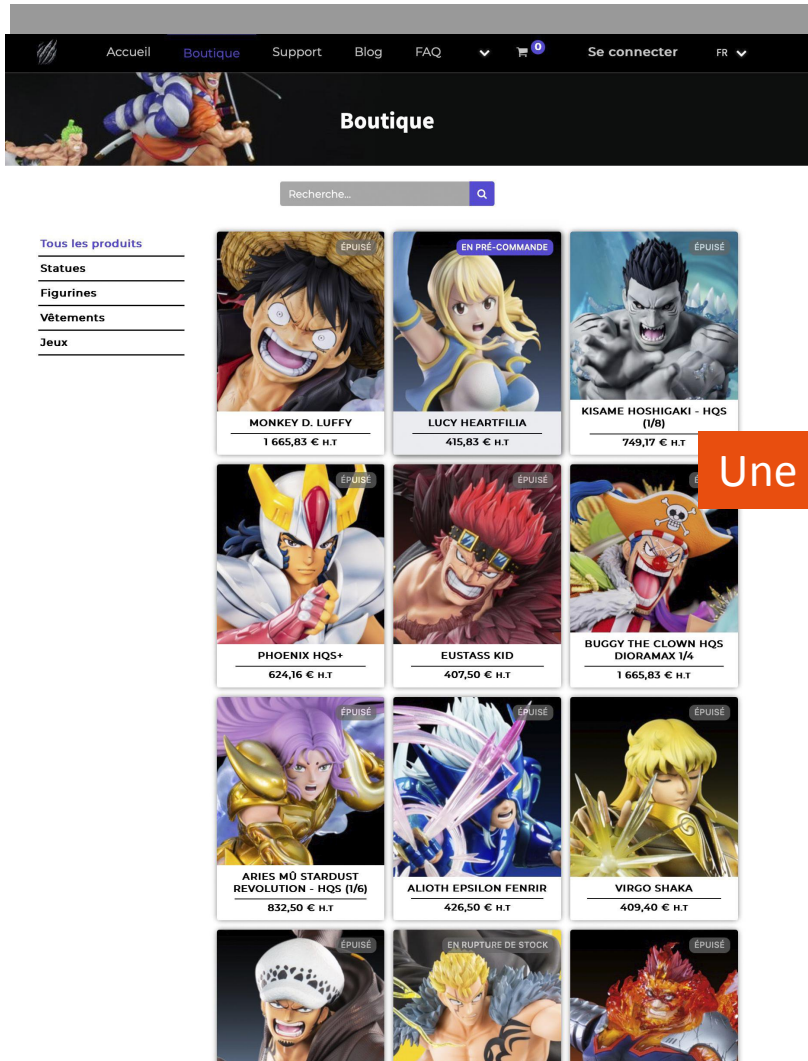 Accueil Boutique Support Blog FAQ 0 Se connecter FR
Boutique
Recherche...
Tous les produits
Statues
Figurines
Vêtements
Jeux
ÉPUISÉ
MONKEY D. LUFFY
1 665,83 € H.T
EN PRÉ-COMMANDE
LUCY HEARTFILIA
415,83 € H.T
ÉPUISÉ
KISAME HOSHIGAKI - HQS
(1/8)
749,17 € H.T
Une
ÉPUISÉ
PHOENIX HQS+
624,16 € H.T
ÉPUISÉ
EUSTASS KID
407,50 € H.T
BUGGY THE CLOWN HQS
DIORAMAX 1/4
1 665,83 € H.T
ÉPUISÉ
ARIES MÛ STARDUST
REVOLUTION - HQS (1/6)
832,50 € H.T
ÉPUISÉ
ALIOTH EPSILON FENRIR
426,50 € H.T
ÉPUISÉ
VIRGO SHAKA
409,40 € H.T
ÉPUISÉ
EN RUPTURE DE STOCK
ÉPUISÉ